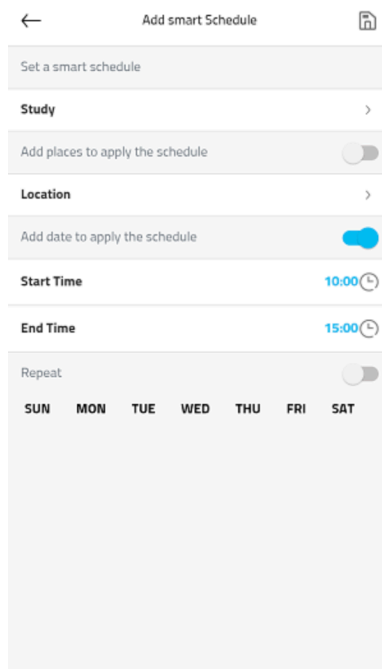 Add smart Schedule
Set a smart schedule
Study
Add places to apply the schedule
Location
Add date to apply the schedule
Start Time 10:00
End Time 15:00
Repeat
SUN MON TUE WED THU FRI SAT